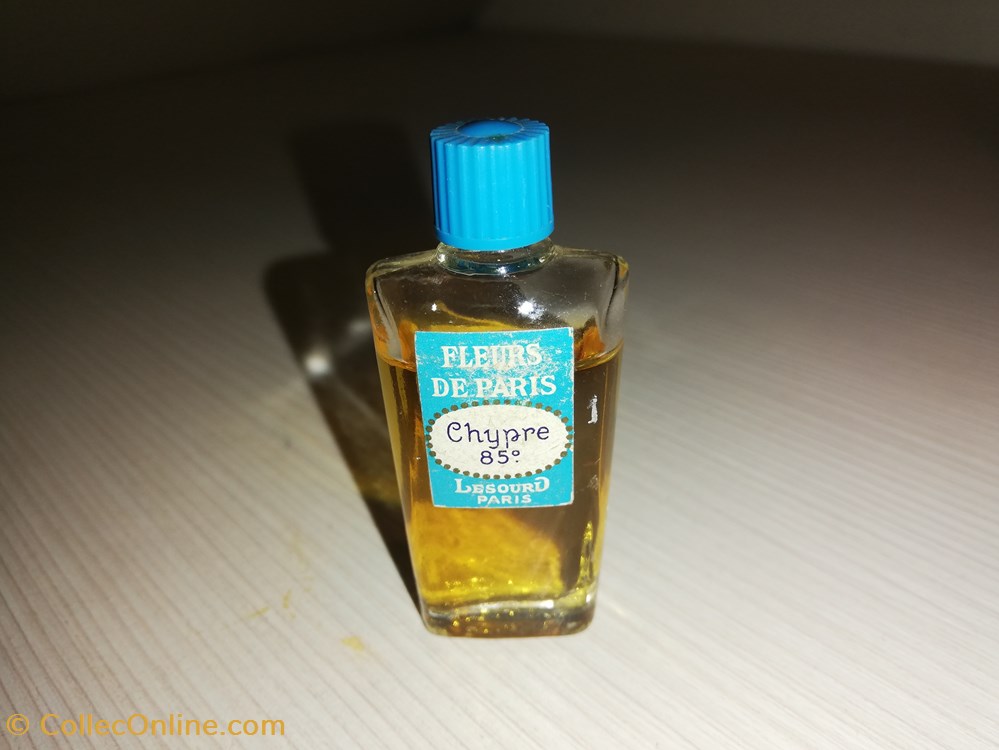 FLEURS
DE PARIS
Chypre
85°
LESOURD
PARIS
© CollecOnline.com